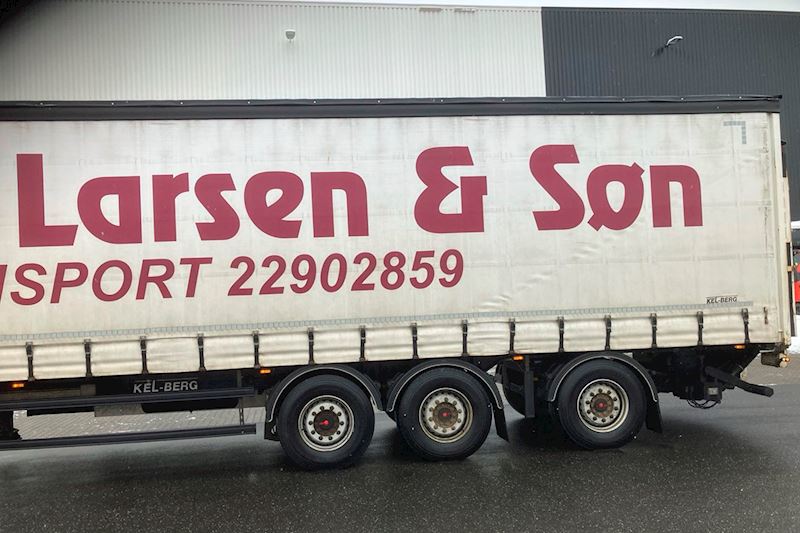 Larsen & Søn
NSPORT 22902859
KEL-BERG
KEL-BERG